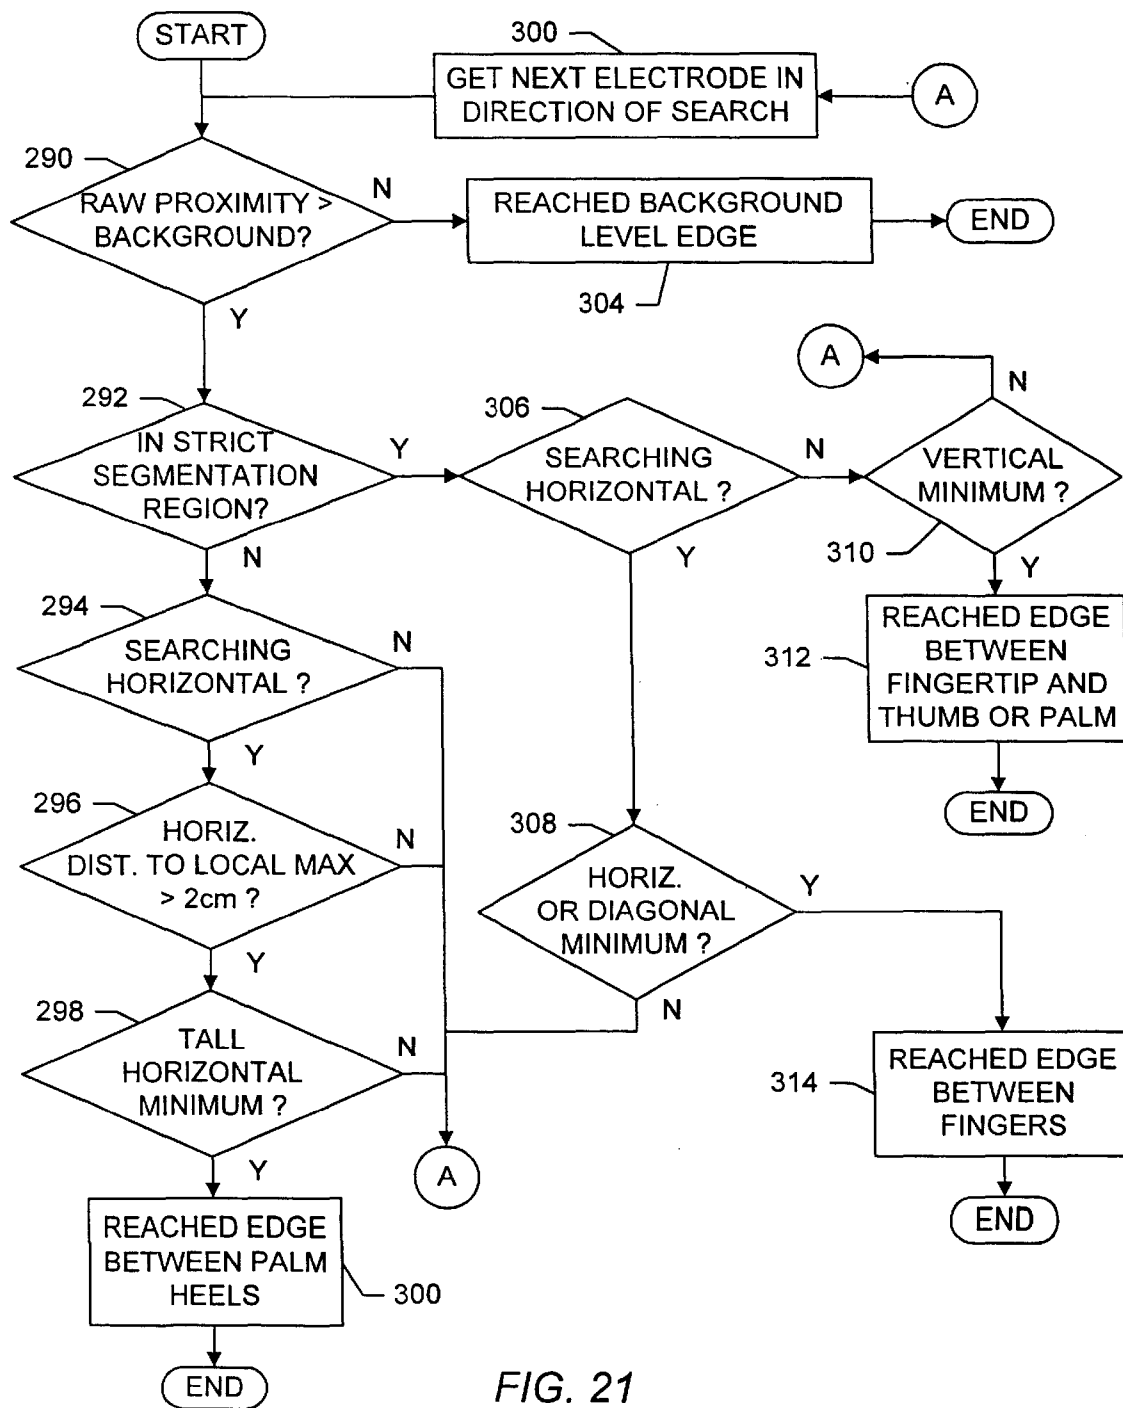 START
300
GET NEXT ELECTRODE IN
DIRECTION OF SEARCH
A
290
RAW PROXIMITY >
BACKGROUND?
N
REACHED BACKGROUND
LEVEL EDGE
END
304
Y
A
N
292
IN STRICT
SEGMENTATION
REGION?
Y
306
SEARCHING
HORIZONTAL ?
N
VERTICAL
MINIMUM ?
310
Y
N
Y
294
SEARCHING
HORIZONTAL ?
N
312
REACHED EDGE
BETWEEN
FINGERTIP AND
THUMB OR PALM
END
Y
296
HORIZ.
DIST. TO LOCAL MAX
> 2cm ?
N
308
HORIZ.
OR DIAGONAL
MINIMUM ?
Y
N
Y
298
TALL
HORIZONTAL
MINIMUM ?
N
314
REACHED EDGE
BETWEEN
FINGERS
END
A
Y
REACHED EDGE
BETWEEN PALM
HEELS
300
END
FIG. 21